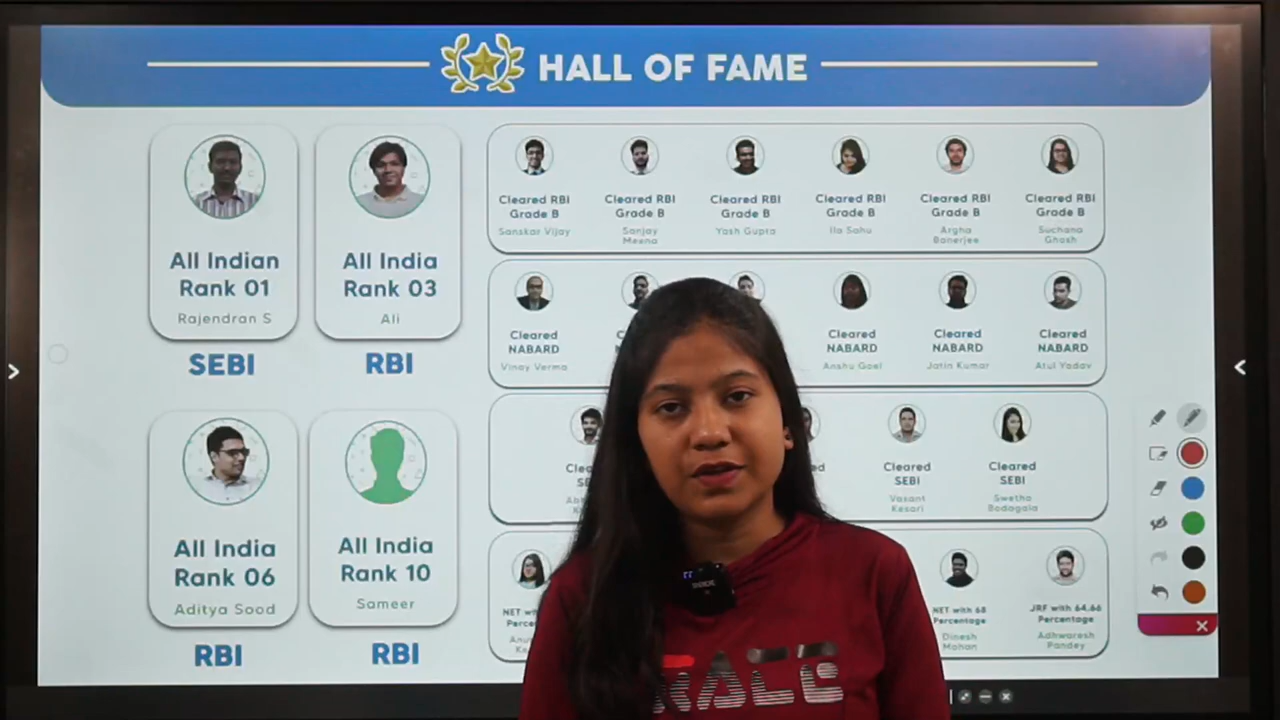 HALL OF FAME
All Indian
Rank 01
Rajendran S
SEBI
All India
Rank 03
Ali
RBI
All India
Rank 06
Aditya Sood
RBI
All India
Rank 10
Sameer
RBI
Cleared RBI
Grade B
Sanskar Vijay
Cleared RBI
Grade B
Sanjay
Meena
Cleared RBI
Grade B
Yash Gupta
Cleared RBI
Grade B
Ila Sahu
Cleared RBI
Grade B
Argha
Banerjee
Cleared RBI
Grade B
Suchana
Ghosh
Cleared
NABARD
Vinay Verma
Cleared
NABARD
Anshu Goel
Cleared
NABARD
Jatin Kumar
Cleared
NABARD
Atul Yadav
Cleared
SEBI
Vasant
Kesari
Cleared
SEBI
Swetha
Bodagala
NET with 68
Percentage
Dinesh
Mohan
JRF with 64.66
Percentage
Adhwaresh
Pandey